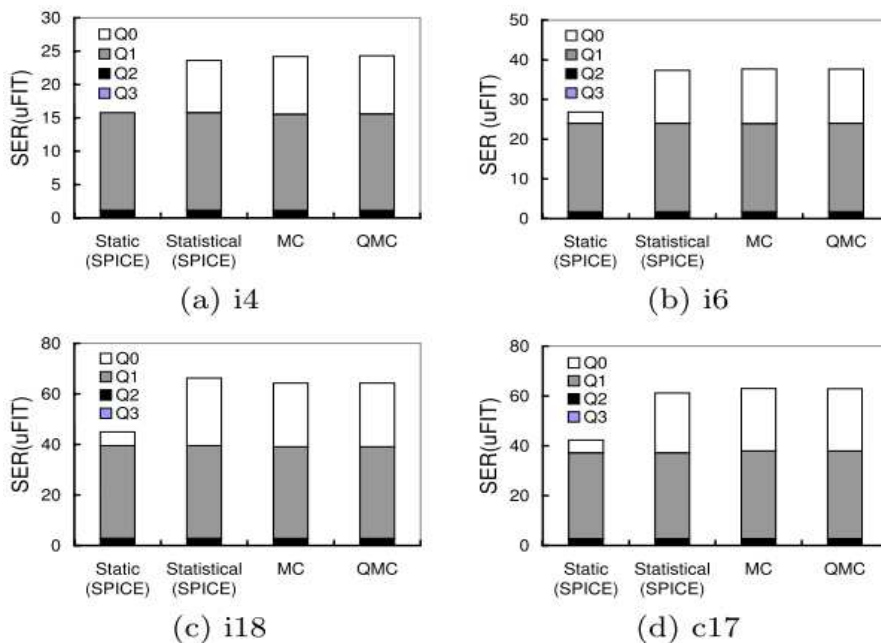 30
25
20
15
10
5
0
SER(uFIT)
Q0
Q1
Q2
Q3
Static (SPICE)
Statistical (SPICE)
MC
QMC
(a) i4
50
40
30
20
10
0
SER (uFIT)
Q0
Q1
Q2
Q3
Static (SPICE)
Statistical (SPICE)
MC
QMC
(b) i6
80
60
40
20
0
SER(uFIT)
Q0
Q1
Q2
Q3
Static (SPICE)
Statistical (SPICE)
MC
QMC
(c) i18
80
60
40
20
0
SER(uFIT)
Q0
Q1
Q2
Q3
Static (SPICE)
Statistical (SPICE)
MC
QMC
(d) c17